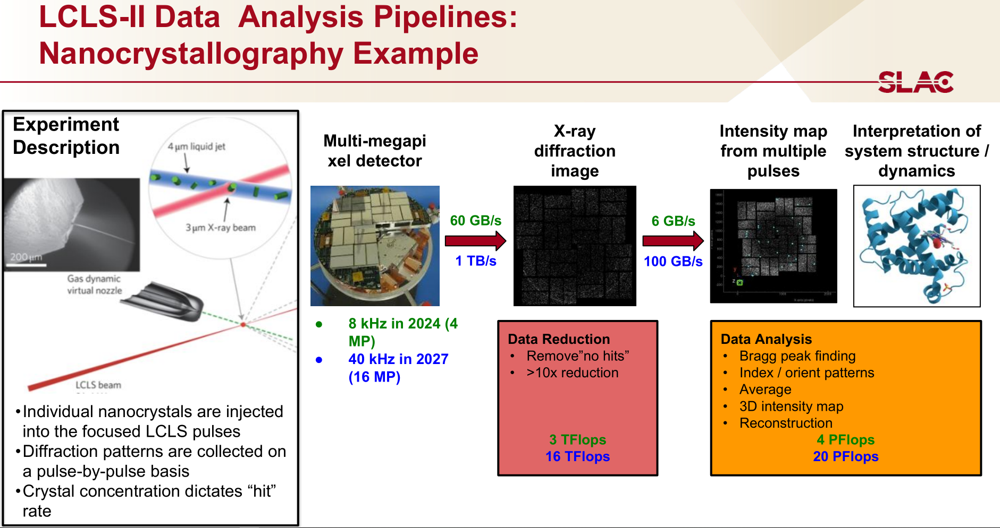 LCLS-II Data  Analysis Pipelines:
Nanocrystallography Example
SLAC
Experiment
Description
4 μm liquid jet
3 μm X-ray beam
200 μm
Gas dynamic
virtual nozzle
LCLS beam
•Individual nanocrystals are injected
into the focused LCLS pulses
•Diffraction patterns are collected on
a pulse-by-pulse basis
•Crystal concentration dictates “hit”
rate
Multi-megapi
xel detector
● 8 kHz in 2024 (4
MP)
● 40 kHz in 2027
(16 MP)
60 GB/s
1 TB/s
X-ray
diffraction
image
Data Reduction
• Remove”no hits”
• >10x reduction
3 TFlops
16 TFlops
6 GB/s
100 GB/s
Intensity map
from multiple
pulses
y
z
Interpretation of
system structure /
dynamics
Data Analysis
• Bragg peak finding
• Index / orient patterns
• Average
• 3D intensity map
• Reconstruction
4 PFlops
20 PFlops